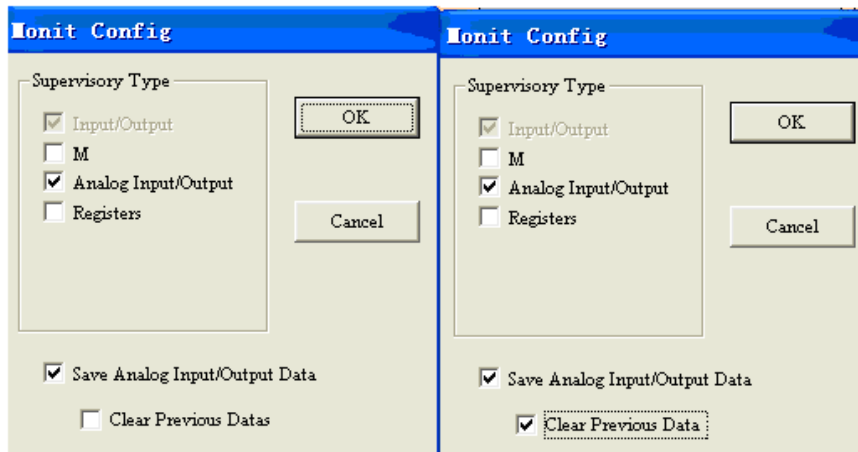 Monit Config
Supervisory Type
Input/Output
M
Analog Input/Output
Registers
OK
Cancel
Save Analog Input/Output Data
Clear Previous Datas
Monit Config
Supervisory Type
Input/Output
M
Analog Input/Output
Registers
OK
Cancel
Save Analog Input/Output Data
Clear Previous Data